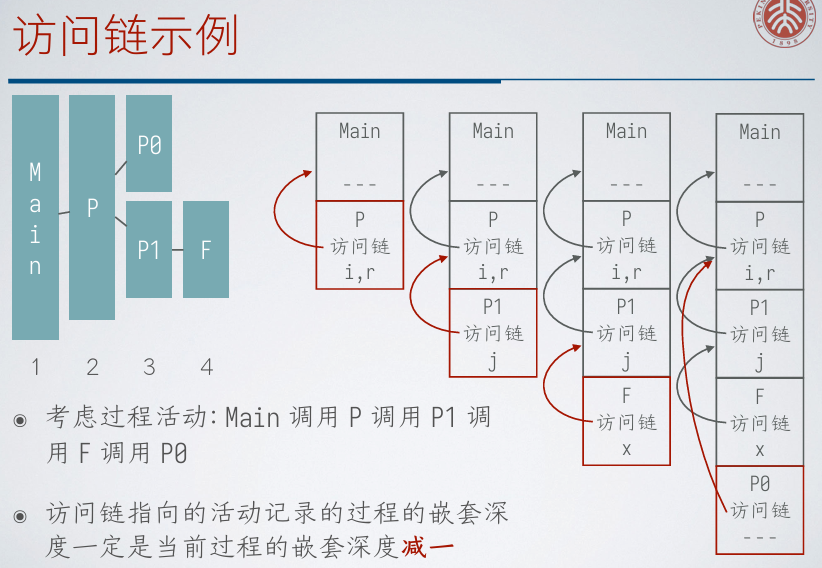 访问链示例
PEKING UNIVERSITY
1898
Main
P
P0
P1
F
1 2 3 4
Main
---
P
访问链
i,r
Main
---
P
访问链
i,r
P1
访问链
j
Main
---
P
访问链
i,r
P1
访问链
j
F
访问链
x
Main
---
P
访问链
i,r
P1
访问链
j
F
访问链
x
P0
访问链
---
考虑过程活动: Main 调用 P 调用 P1 调
用 F 调用 P0
访问链指向的活动记录的过程的嵌套深
度一定是当前过程的嵌套深度减一